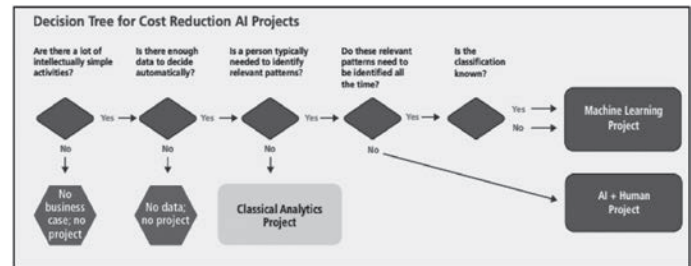 Decision Tree for Cost Reduction AI Projects
Are there a lot of
intellectually simple
activities?
Is there enough
data to decide
automatically?
Is a person typically
needed to identify
relevant patterns?
Do these relevant
patterns need to
be identified all
the time?
Is the
classification
known?
Yes
Yes
Yes
Yes
Yes
No
Machine Learning
Project
No
No
No
No
No
business
case; no
project
No data;
no project
Classical Analytics
Project
AI + Human
Project